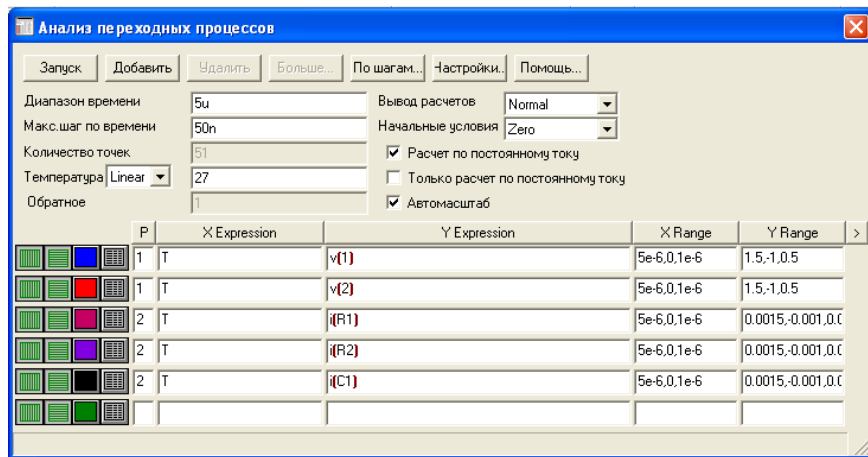 Анализ переходных процессов
Запуск Добавить Удалить Больше... По шагам... Настройки.. Помощь...
Диапазон времени 5u Вывод расчетов Normal
Макс.шаг по времени 50n Начальные условия Zero
Количество точек 51 Расчет по постоянному току
Температура Linear 27 Только расчет по постоянному току
Обратное 1 Автомасштаб
P X Expression Y Expression X Range Y Range >
1 T v(1) 5e-6,0,1e-6 1.5,-1,0.5
1 T v(2) 5e-6,0,1e-6 1.5,-1,0.5
2 T i(R1) 5e-6,0,1e-6 0.0015,-0.001,0.0
2 T i(R2) 5e-6,0,1e-6 0.0015,-0.001,0.0
2 T i(C1) 5e-6,0,1e-6 0.0015,-0.001,0.0